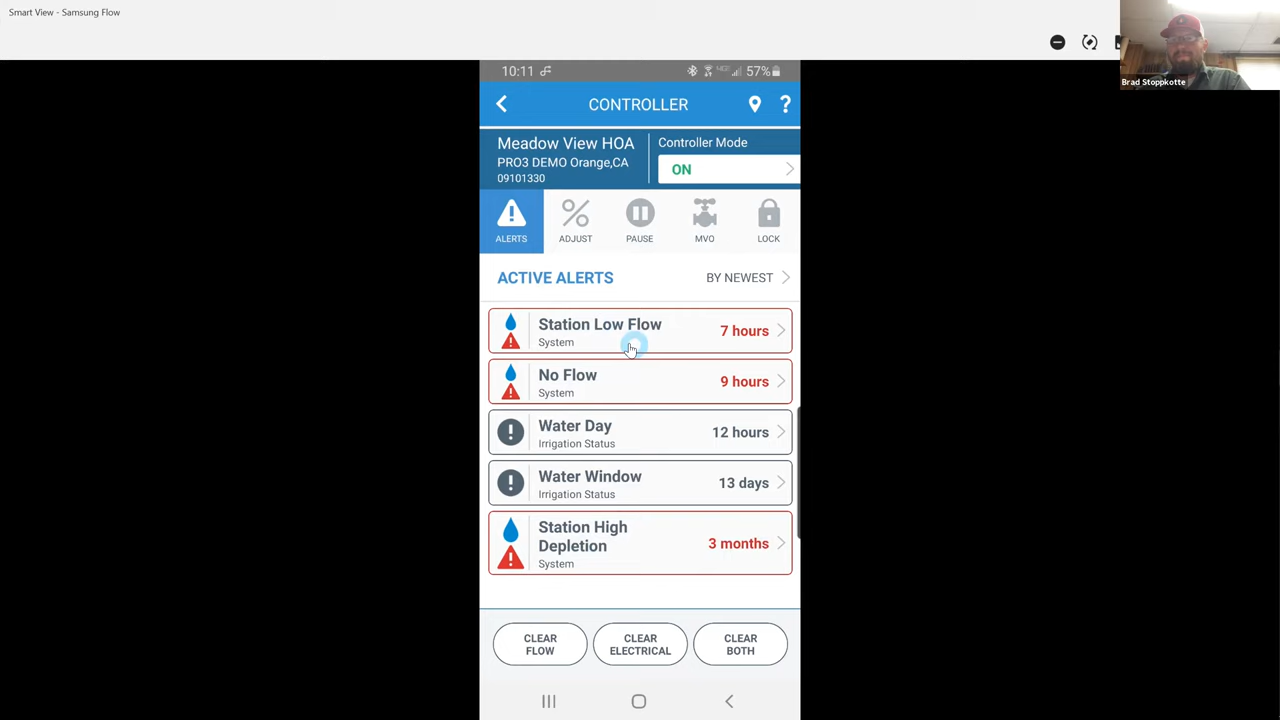 Smart View - Samsung Flow
Brad Stoppkotte
10:11
57%
CONTROLLER
?
Meadow View HOA
PRO3 DEMO Orange,CA
09101330
Controller Mode
ON
ALERTS
ADJUST
PAUSE
MVO
LOCK
ACTIVE ALERTS
BY NEWEST
Station Low Flow
System
7 hours
No Flow
System
9 hours
Water Day
Irrigation Status
12 hours
Water Window
Irrigation Status
13 days
Station High
Depletion
System
3 months
CLEAR
FLOW
CLEAR
ELECTRICAL
CLEAR
BOTH